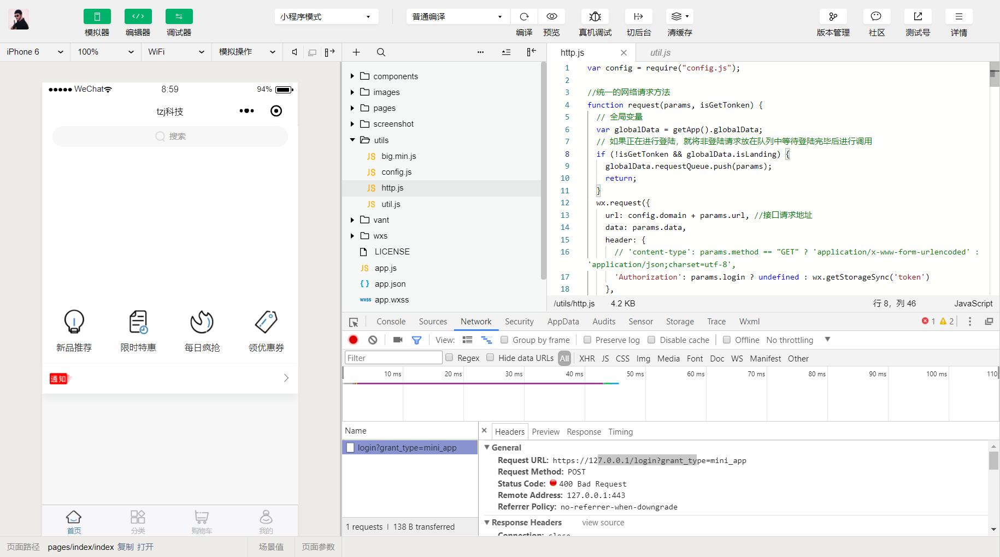 模拟器 编辑器 调试器 小程序模式 普通编译 编译 预览 真机调试 切后台 清缓存 版本管理 社区 测试号 详情
iPhone 6 100% WiFi 模拟操作
WeChat 8:59 94%
tzj科技
搜索
新品推荐 限时特惠 每日疯抢 领优惠券
通知
首页 分类 购物车 我的
页面路径 pages/index/index 复制 打开 场景值 页面参数
components
images
pages
screenshot
utils
JS big.min.js
JS config.js
JS http.js
JS util.js
vant
wxs
LICENSE
JS app.js
{ } app.json
wxss app.wxss
http.js util.js
1 var config = require("config.js");
2
3 //统一的网络请求方法
4 function request(params, isGetTonken) {
5 // 全局变量
6 var globalData = getApp().globalData;
7 // 如果正在进行登陆，就将非登陆请求放在队列中等待登陆完毕后进行调用
8 if (!isGetTonken && globalData.isLanding) {
9 globalData.requestQueue.push(params);
10 return;
11 }
12 wx.request({
13 url: config.domain + params.url, //接口请求地址
14 data: params.data,
15 header: {
16 // 'content-type': params.method == "GET" ? 'application/x-www-form-urlencoded' :
'application/json;charset=utf-8',
17 'Authorization': params.login ? undefined : wx.getStorageSync('token')
18 },
/utils/http.js 4.2 KB 行 8，列 46 JavaScript
Console Sources Network Security AppData Audits Sensor Storage Trace Wxml 1 2
View: Group by frame Preserve log Disable cache Offline No throttling
Filter Regex Hide data URLs All XHR JS CSS Img Media Font Doc WS Manifest Other
10 ms 20 ms 30 ms 40 ms 50 ms 60 ms 70 ms 80 ms 90 ms 100 ms 110
Name
login?grant_type=mini_app
1 requests | 138 B transferred
Headers Preview Response Timing
General
Request URL: https://127.0.0.1/login?grant_type=mini_app
Request Method: POST
Status Code: 400 Bad Request
Remote Address: 127.0.0.1:443
Referrer Policy: no-referrer-when-downgrade
Response Headers view source
Connection: close